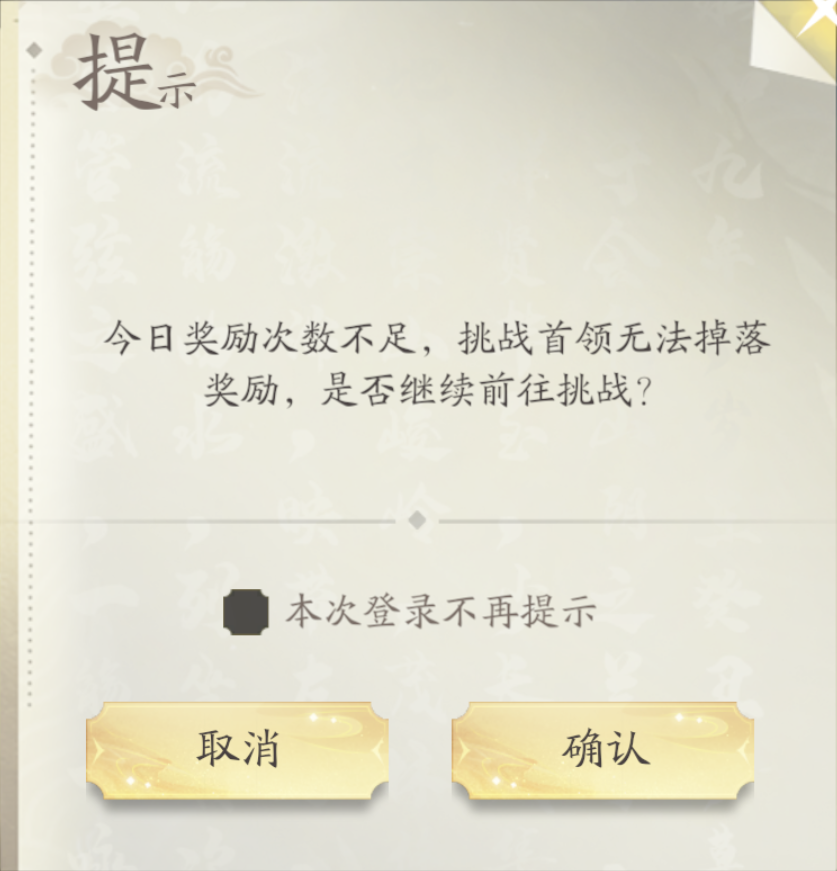 提示
今日奖励次数不足，挑战首领无法掉落
奖励，是否继续前往挑战？
本次登录不再提示
取消
确认